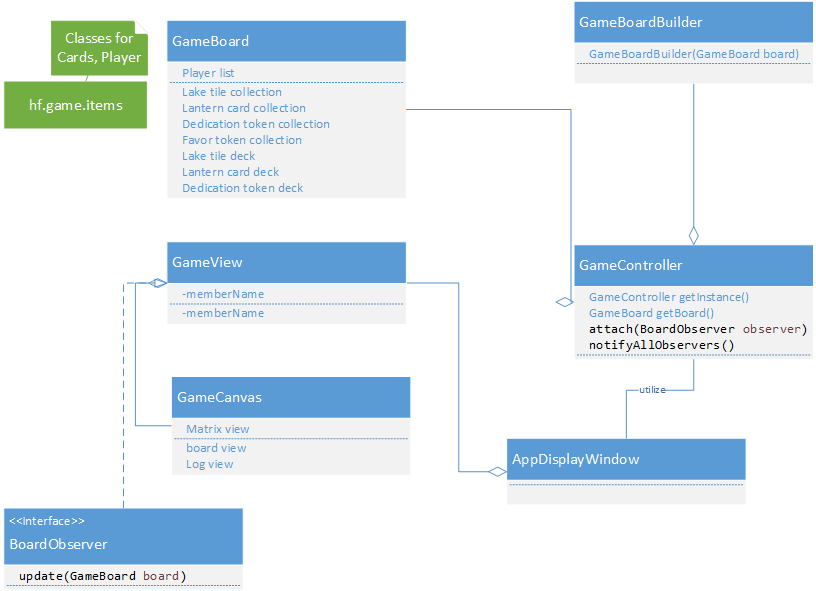 Classes for
Cards, Player
hf.game.items
GameBoard
Player list
Lake tile collection
Lantern card collection
Dedication token collection
Favor token collection
Lake tile deck
Lantern card deck
Dedication token deck
GameBoardBuilder
GameBoardBuilder(GameBoard board)
GameView
-memberName
-memberName
GameController
GameController getInstance()
GameBoard getBoard()
attach(BoardObserver observer)
notifyAllObservers()
utilize
GameCanvas
Matrix view
board view
Log view
AppDisplayWindow
<<Interface>>
BoardObserver
update(GameBoard board)